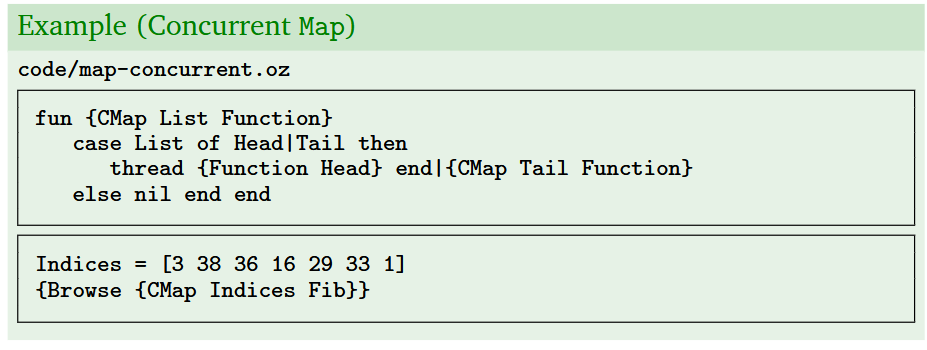 Example (Concurrent Map)
code/map-concurrent.oz
fun {CMap List Function}
   case List of Head|Tail then
      thread {Function Head} end|{CMap Tail Function}
   else nil end end
Indices = [3 38 36 16 29 33 1]
{Browse {CMap Indices Fib}}